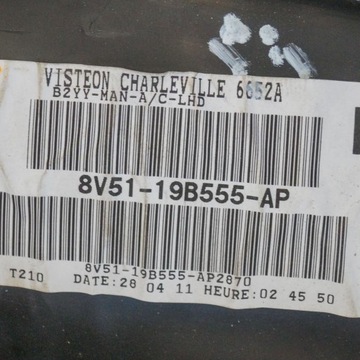 VISTEON CHARLEVILLE 6652A
B2YY-MAN-A/C-LHD
8V51-19B555-AP
8V51-19B555-AP2870
T210 DATE:28 04 11 HEURE:02 45 50